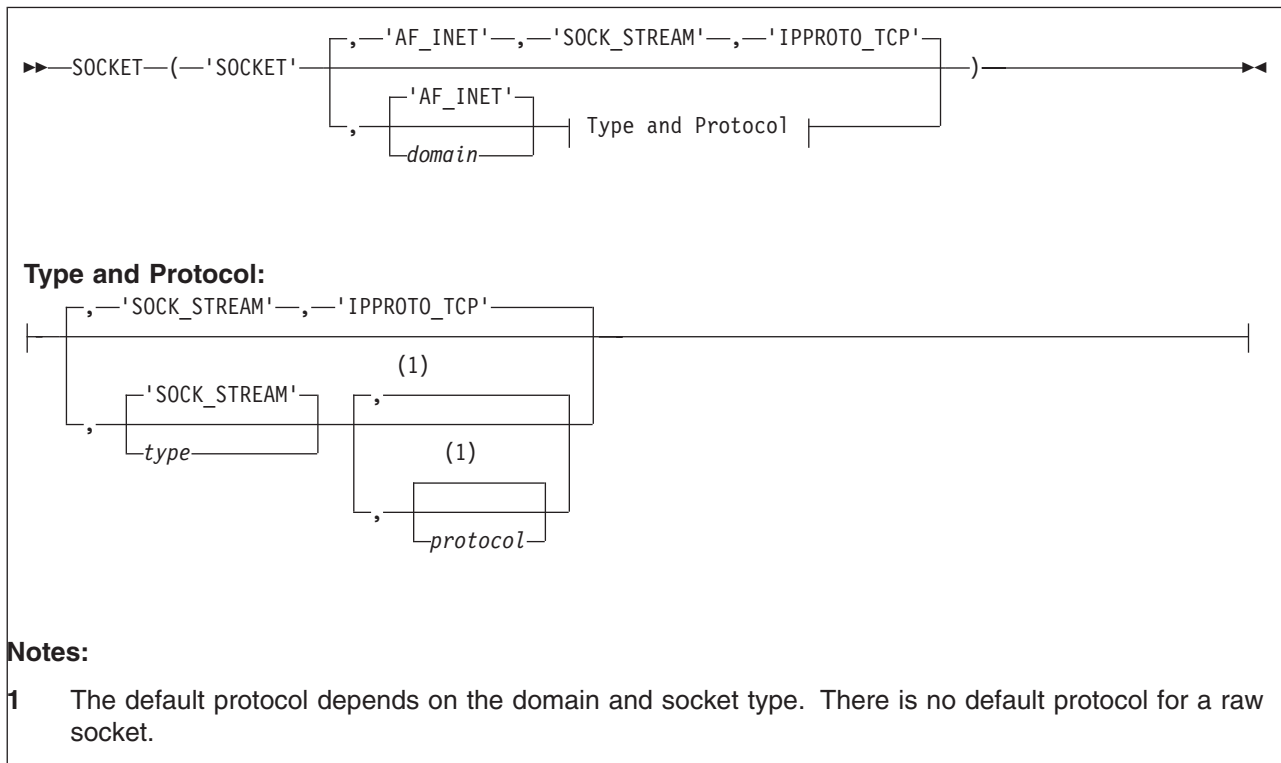 ,—'AF_INET'—,—'SOCK_STREAM'—,—'IPPROTO_TCP'
►►—SOCKET—(—'SOCKET'—)—►◄
'AF_INET'
, Type and Protocol
domain
Type and Protocol:
,—'SOCK_STREAM'—,—'IPPROTO_TCP'
(1)
'SOCK_STREAM' ,
,
type (1)
,
protocol
Notes:
1 The default protocol depends on the domain and socket type. There is no default protocol for a raw
socket.